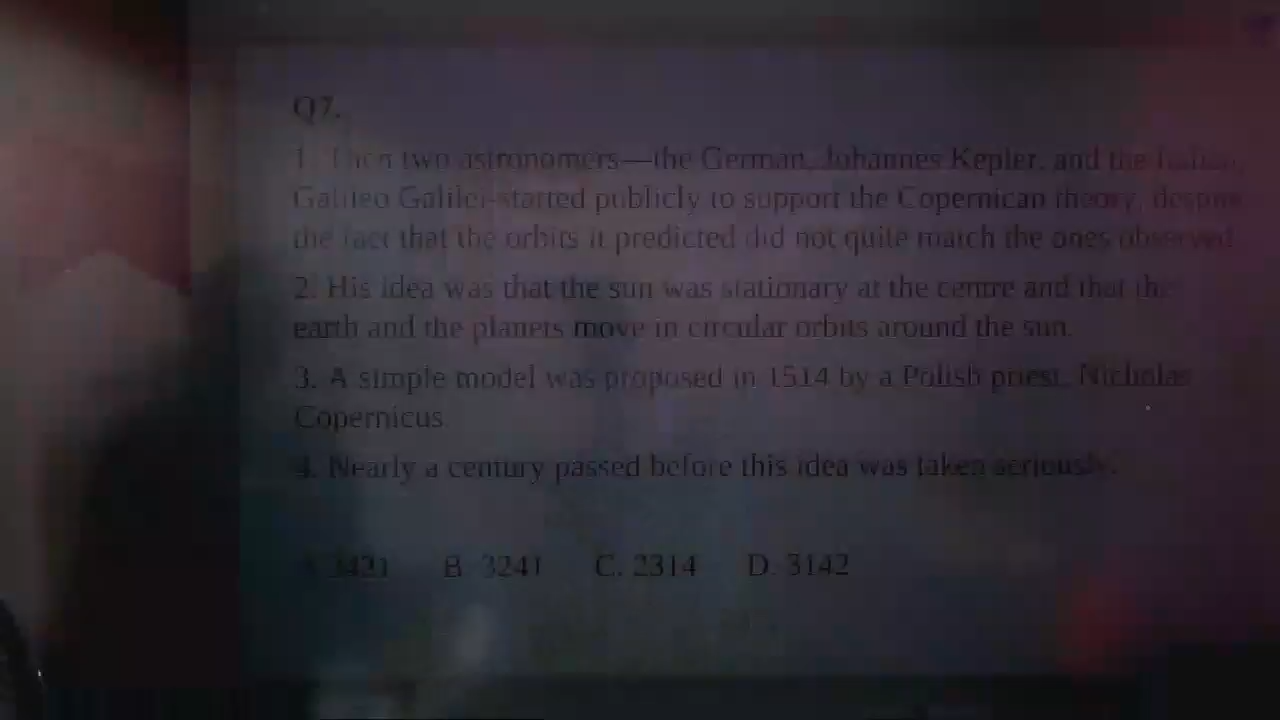 Q7.
1. Then two astronomers—the German, Johannes Kepler, and the Italian,
Galileo Galilei-started publicly to support the Copernican theory, despite
the fact that the orbits it predicted did not quite match the ones observed.
2. His idea was that the sun was stationary at the centre and that the
earth and the planets move in circular orbits around the sun.
3. A simple model was proposed in 1514 by a Polish priest, Nicholas
Copernicus
4. Nearly a century passed before this idea was taken seriously.
A 3421 B. 3241 C. 2314 D. 3142